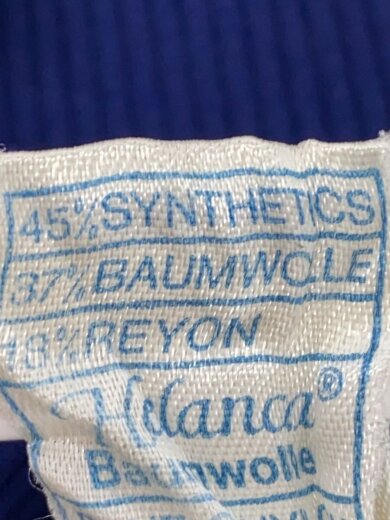 45% SYNTHETICS
37% BAUMWOLLE
18% REYON
Helanca®
Baumwolle